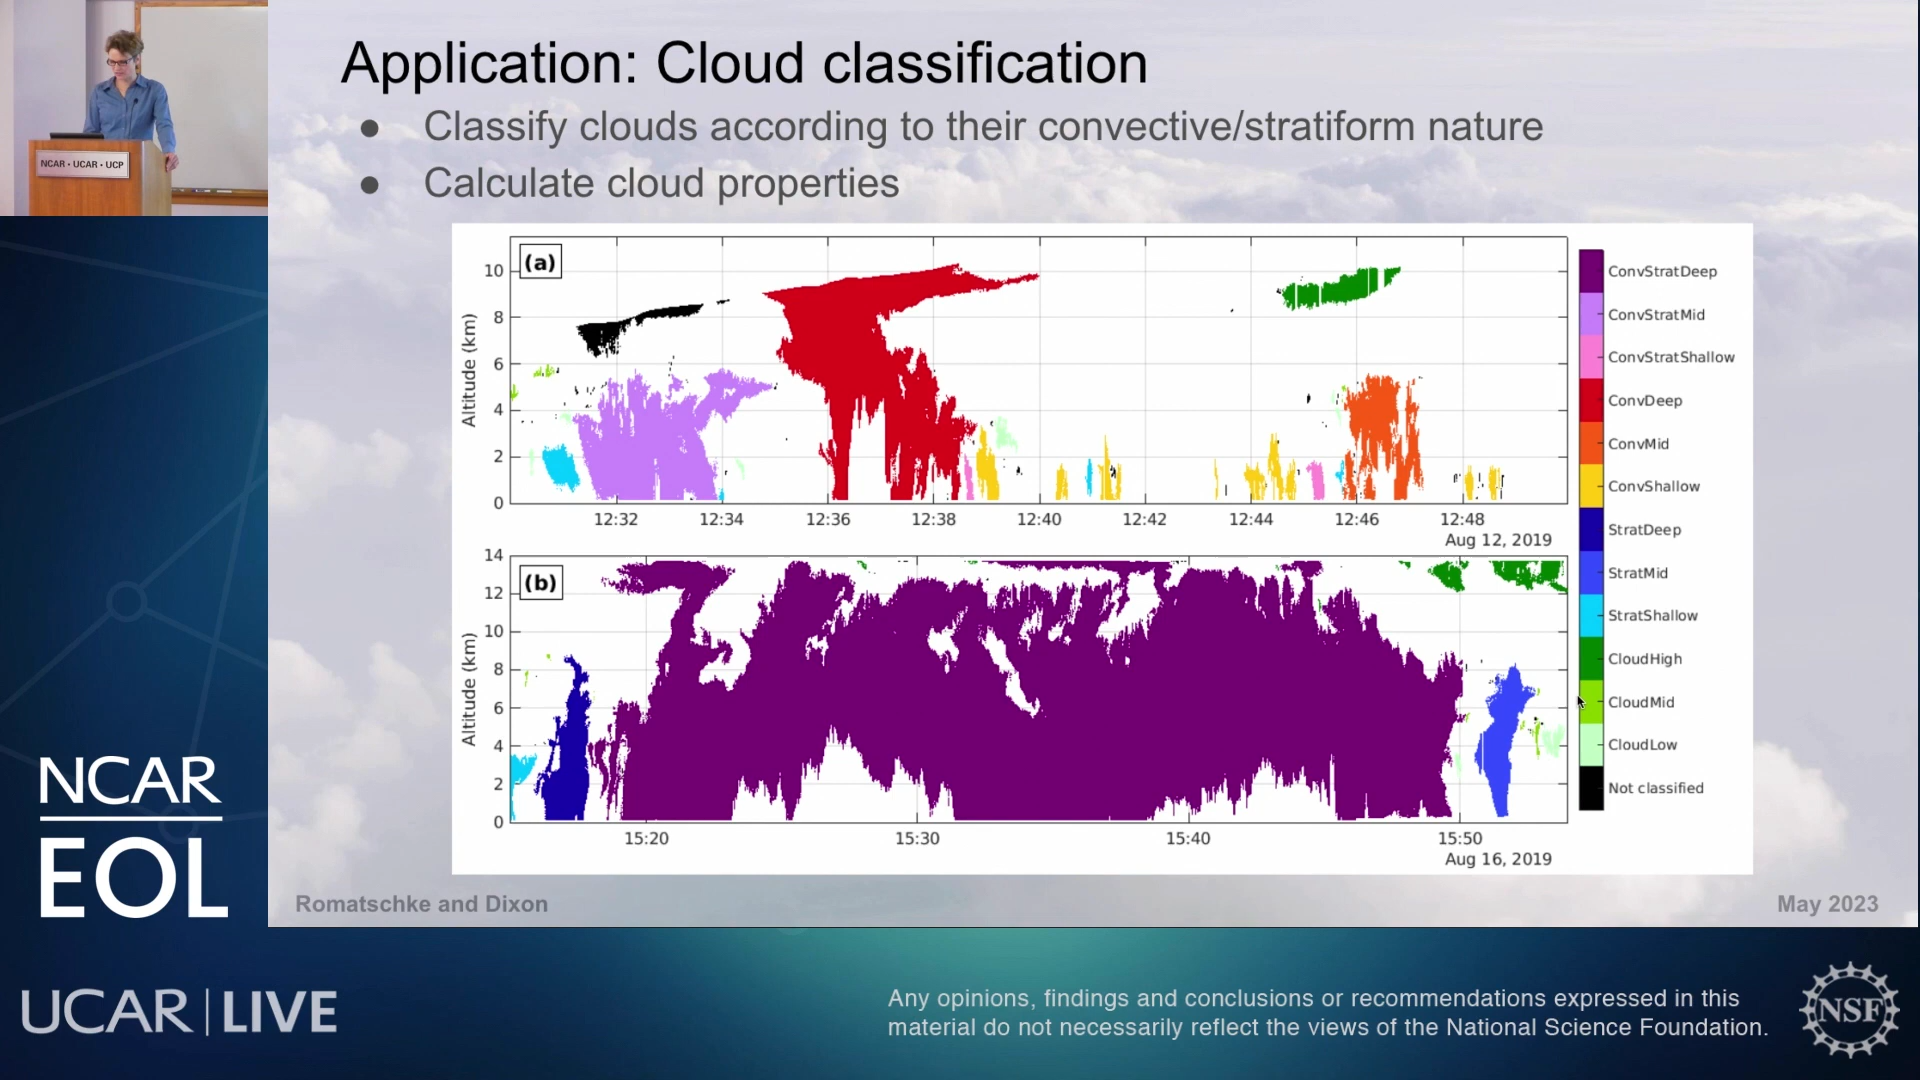 NCAR • UCAR • UCP
Application: Cloud classification
● Classify clouds according to their convective/stratiform nature
● Calculate cloud properties
(a)
Altitude (km)
10
8
6
4
2
0
12:32 12:34 12:36 12:38 12:40 12:42 12:44 12:46 12:48
Aug 12, 2019
(b)
Altitude (km)
14
12
10
8
6
4
2
0
15:20 15:30 15:40 15:50
Aug 16, 2019
ConvStratDeep
ConvStratMid
ConvStratShallow
ConvDeep
ConvMid
ConvShallow
StratDeep
StratMid
StratShallow
CloudHigh
CloudMid
CloudLow
Not classified
Romatschke and Dixon
May 2023
NCAR
EOL
UCAR | LIVE
Any opinions, findings and conclusions or recommendations expressed in this
material do not necessarily reflect the views of the National Science Foundation.
NSF